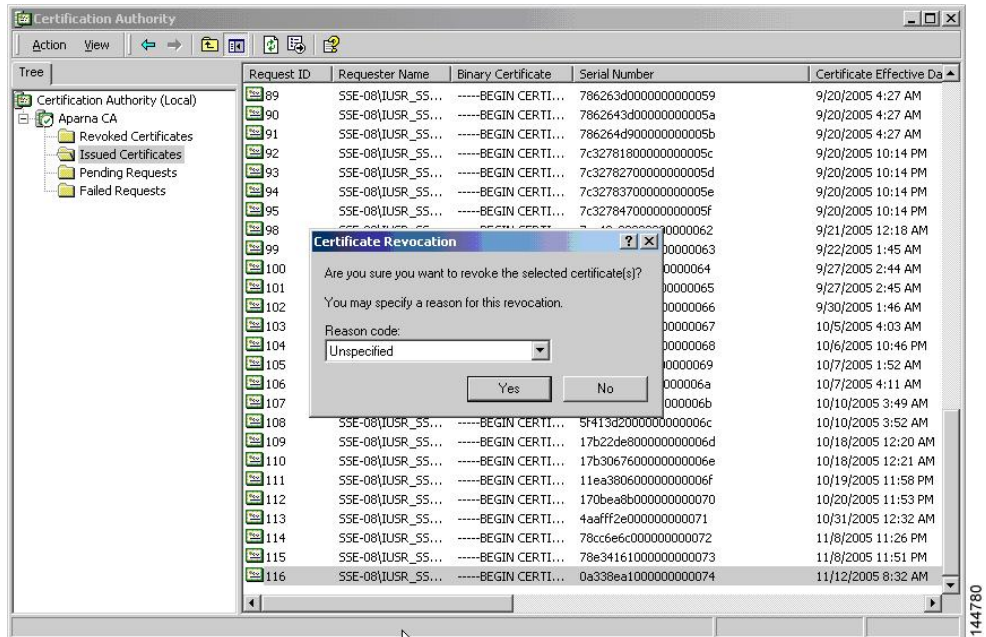 Certification Authority
Action View
Tree
Request ID Requester Name Binary Certificate Serial Number Certificate Effective Da
Certification Authority (Local)
Aparna CA
Revoked Certificates
Issued Certificates
Pending Requests
Failed Requests
89 SSE-08\IUSR_SS... -----BEGIN CERTI... 786263d0000000000059 9/20/2005 4:27 AM
90 SSE-08\IUSR_SS... -----BEGIN CERTI... 7862643d00000000005a 9/20/2005 4:27 AM
91 SSE-08\IUSR_SS... -----BEGIN CERTI... 786264d900000000005b 9/20/2005 4:27 AM
92 SSE-08\IUSR_SS... -----BEGIN CERTI... 7c32781800000000005c 9/20/2005 10:14 PM
93 SSE-08\IUSR_SS... -----BEGIN CERTI... 7c32782700000000005d 9/20/2005 10:14 PM
94 SSE-08\IUSR_SS... -----BEGIN CERTI... 7c32783700000000005e 9/20/2005 10:14 PM
95 SSE-08\IUSR_SS... -----BEGIN CERTI... 7c32784700000000005f 9/20/2005 10:14 PM
98 9/21/2005 12:18 AM
99 9/22/2005 1:45 AM
100 9/27/2005 2:44 AM
101 9/27/2005 2:45 AM
102 9/30/2005 1:46 AM
103 10/5/2005 4:03 AM
104 10/6/2005 10:46 PM
105 10/7/2005 1:52 AM
106 10/7/2005 4:11 AM
107 10/10/2005 3:49 AM
Certificate Revocation
Are you sure you want to revoke the selected certificate(s)?
You may specify a reason for this revocation.
Reason code:
Unspecified
Yes No
108 SSE-08\IUSR_SS... -----BEGIN CERTI... 5f413d2000000000006c 10/10/2005 3:52 AM
109 SSE-08\IUSR_SS... -----BEGIN CERTI... 17b22de800000000006d 10/18/2005 12:20 AM
110 SSE-08\IUSR_SS... -----BEGIN CERTI... 17b3067600000000006e 10/18/2005 12:21 AM
111 SSE-08\IUSR_SS... -----BEGIN CERTI... 11ea380600000000006f 10/19/2005 11:58 PM
112 SSE-08\IUSR_SS... -----BEGIN CERTI... 170bea8b000000000070 10/20/2005 11:53 PM
113 SSE-08\IUSR_SS... -----BEGIN CERTI... 4aafff2e000000000071 10/31/2005 12:32 AM
114 SSE-08\IUSR_SS... -----BEGIN CERTI... 78cc6e6c000000000072 11/8/2005 11:26 PM
115 SSE-08\IUSR_SS... -----BEGIN CERTI... 78e34161000000000073 11/8/2005 11:51 PM
116 SSE-08\IUSR_SS... -----BEGIN CERTI... 0a338ea1000000000074 11/12/2005 8:32 AM
144780